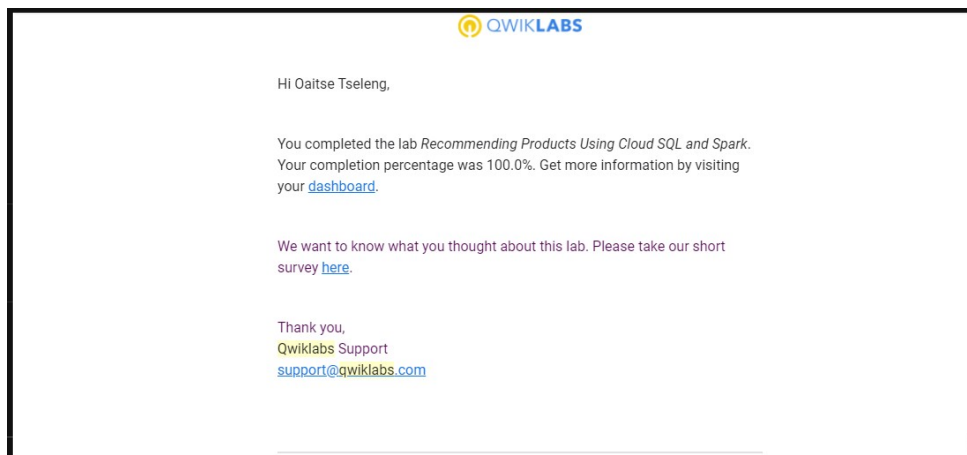 QWIKLABS
Hi Oaitse Tseleng,
You completed the lab Recommending Products Using Cloud SQL and Spark.
Your completion percentage was 100.0%. Get more information by visiting
your dashboard.
We want to know what you thought about this lab. Please take our short
survey here.
Thank you,
Qwiklabs Support
support@qwiklabs.com